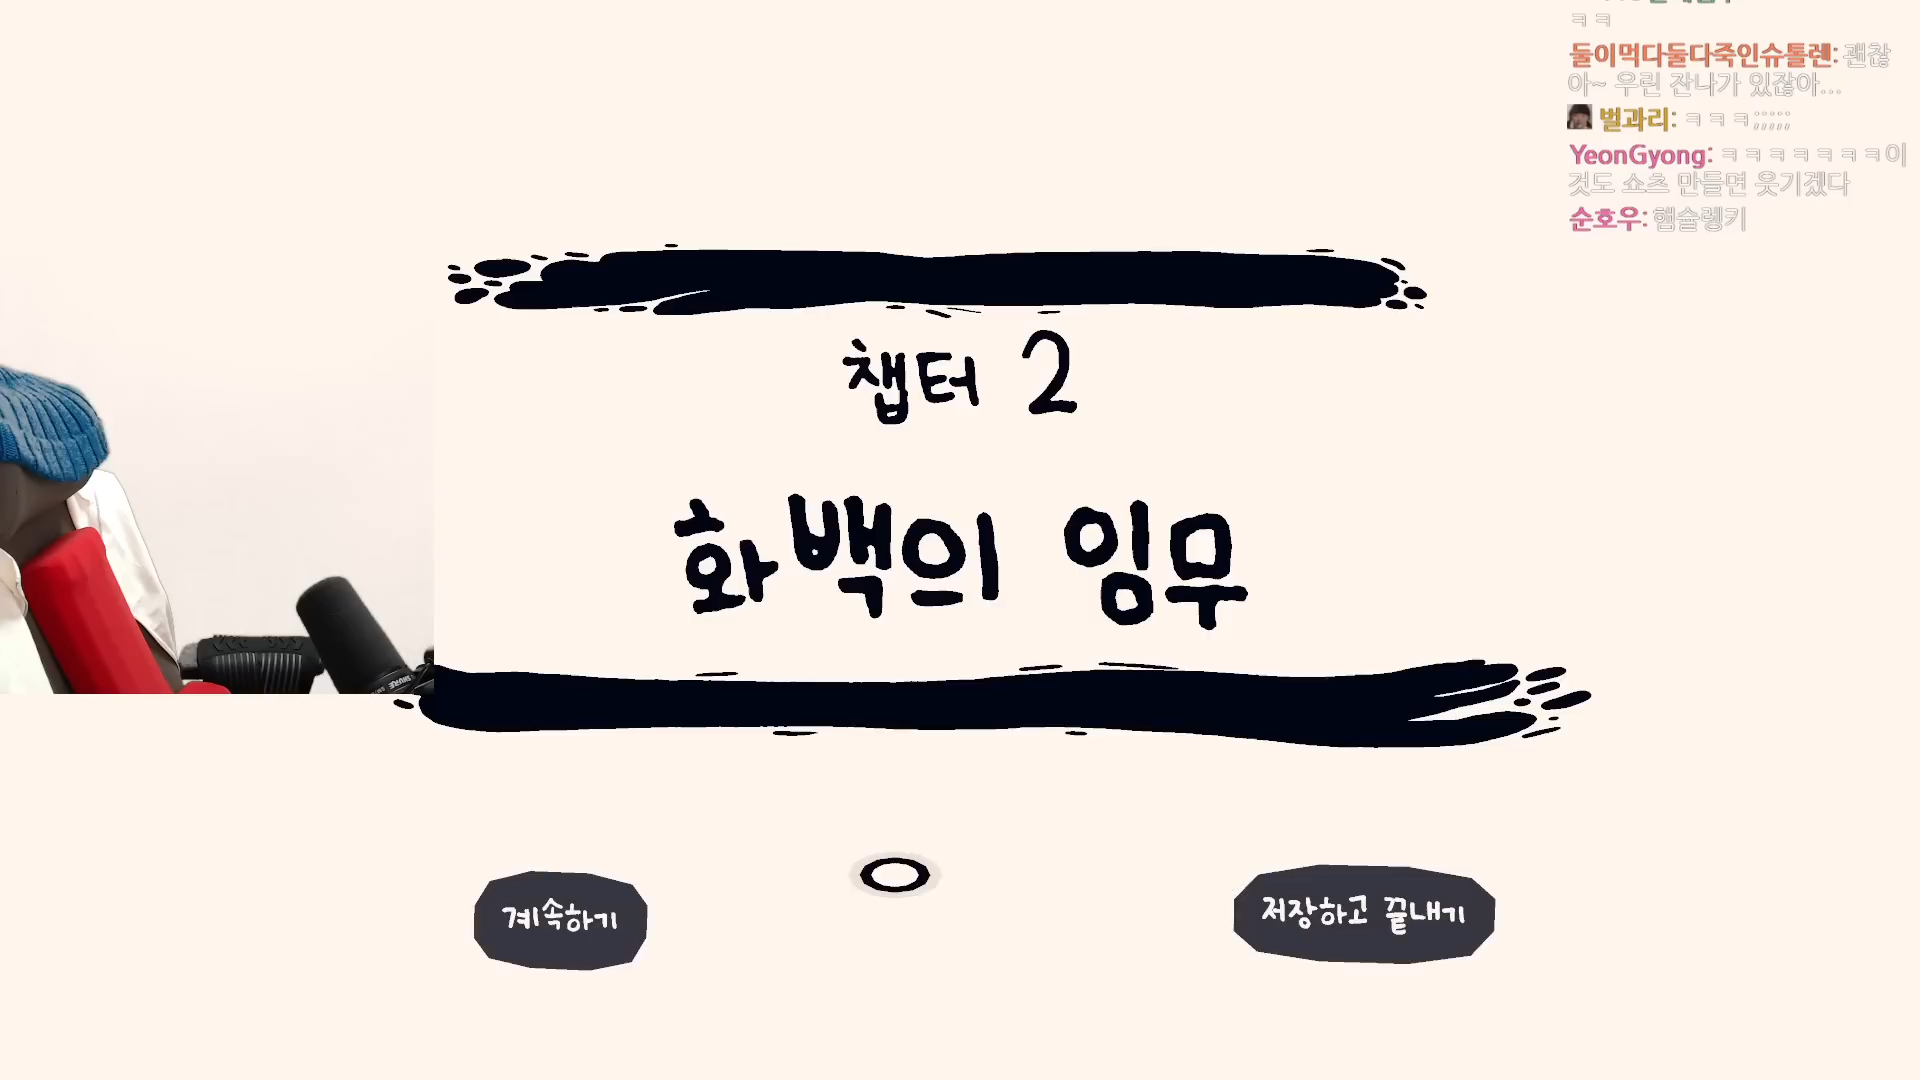 ㅋㅋ
둘이먹다둘다죽인슈톨렌: 괜찮
아~ 우린 잔나가 있잖아...
벌과리: ㅋㅋㅋ;;;;;
YeonGyong: ㅋㅋㅋㅋㅋㅋㅋ이
것도 쇼츠 만들면 웃기겠다
순호우: 햄슬렝키
챕터 2
화백의 임무
SHURE
계속하기
저장하고 끝내기